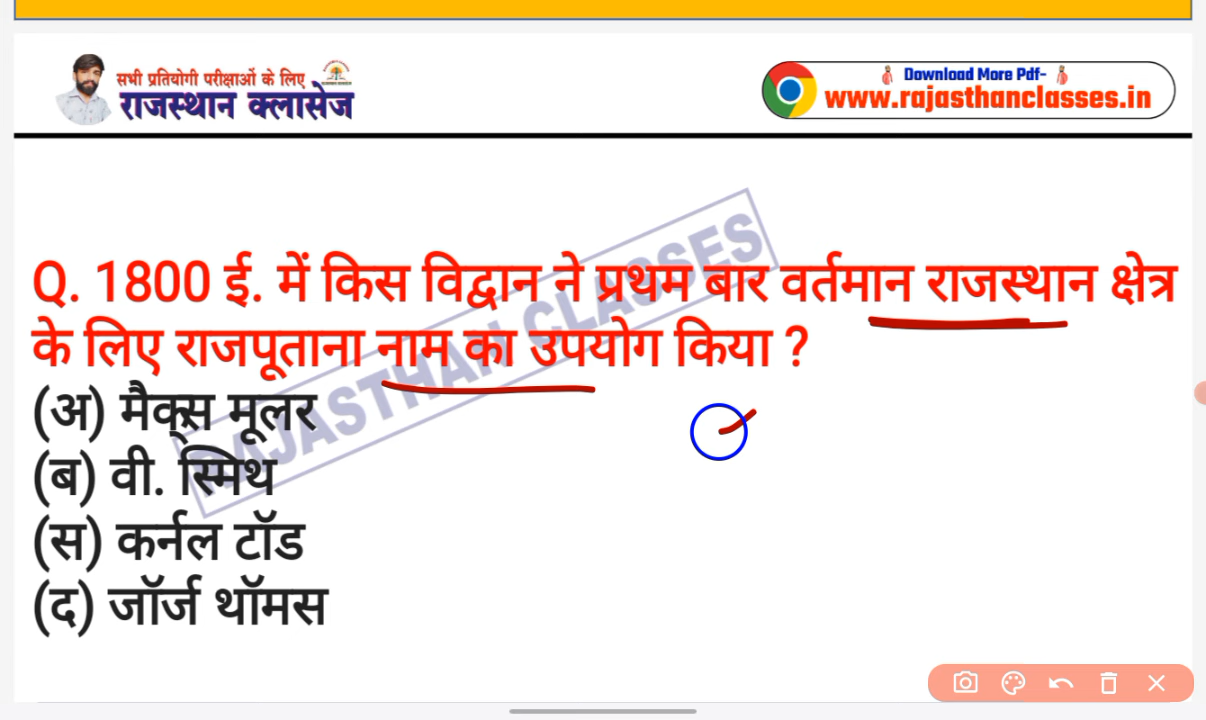 सभी प्रतियोगी परीक्षाओं के लिए
राजस्थान क्लासेज
Download More Pdf-
www.rajasthanclasses.in
RAJASTHAN CLASSES
Q. 1800 ई. में किस विद्वान ने प्रथम बार वर्तमान राजस्थान क्षेत्र
के लिए राजपूताना नाम का उपयोग किया ?
(अ) मैक्स मूलर
(ब) वी. स्मिथ
(स) कर्नल टॉड
(द) जॉर्ज थॉमस